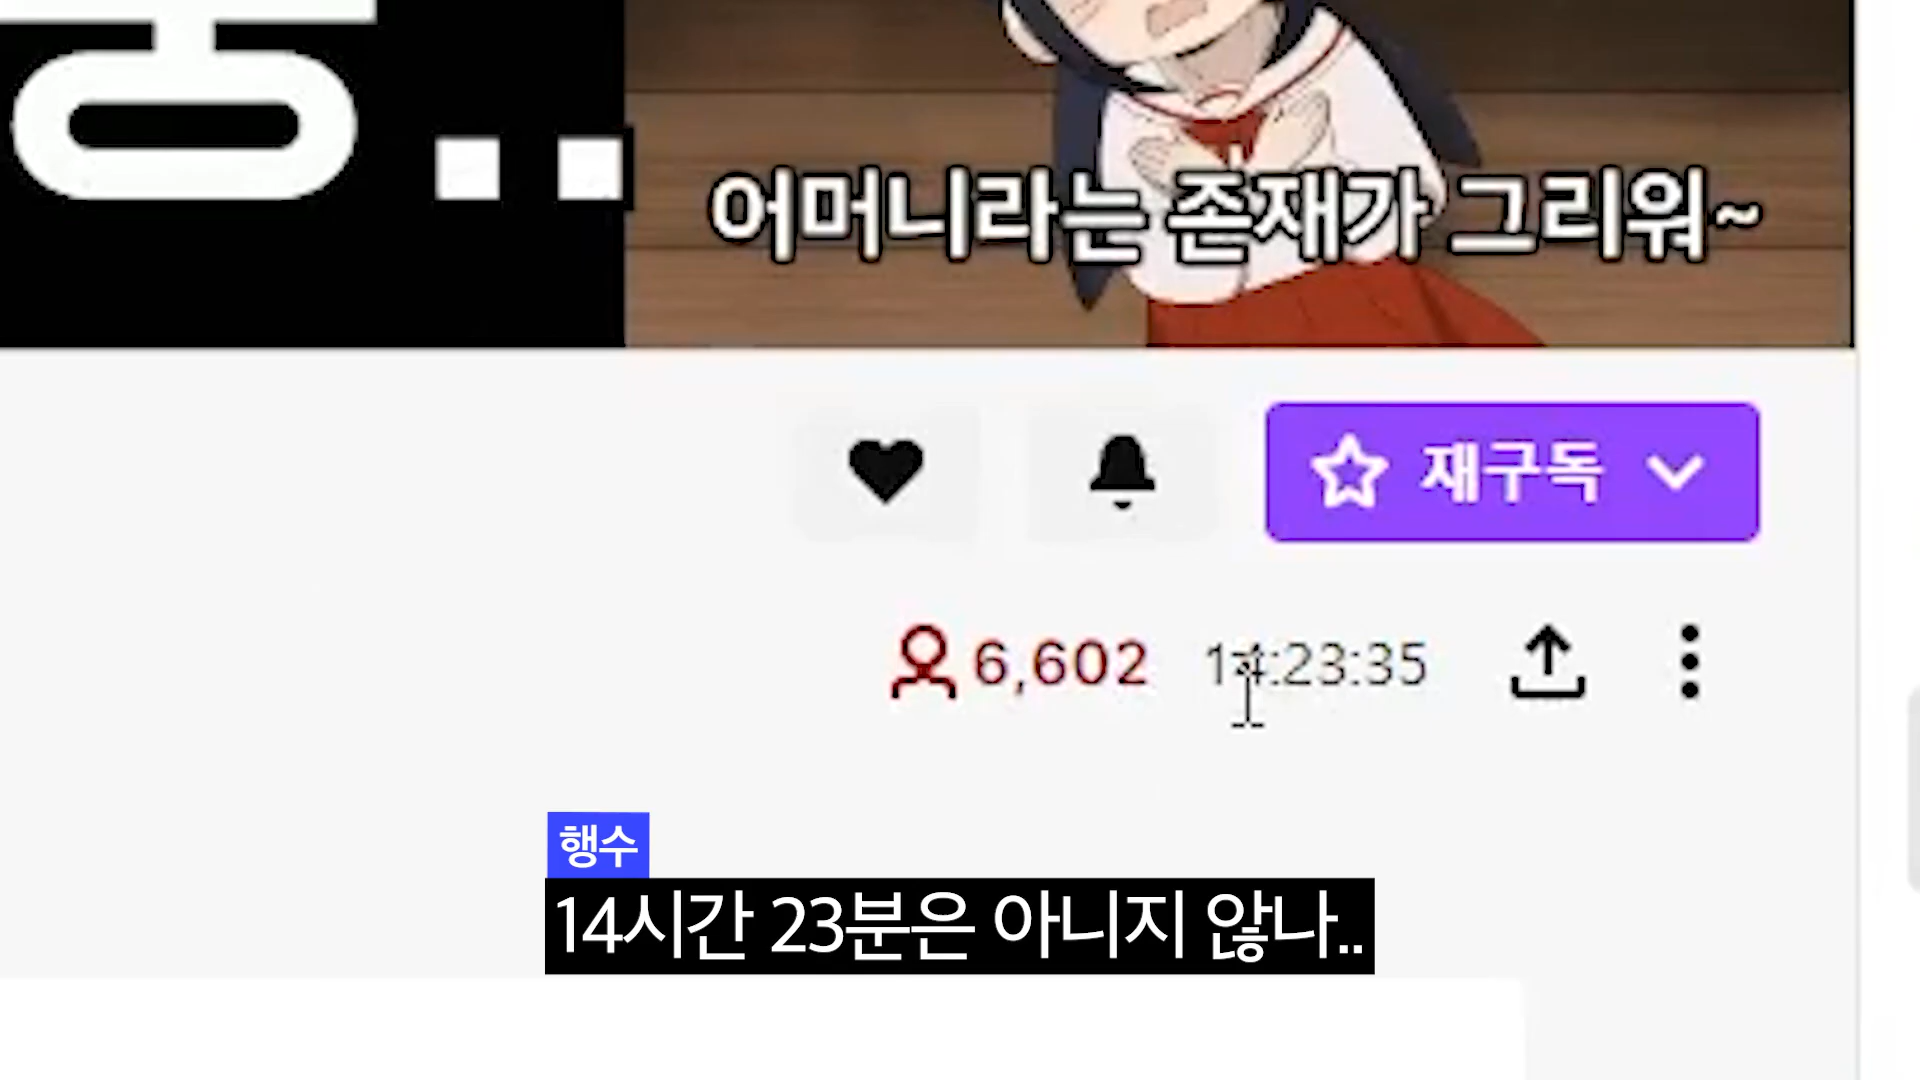 어머니라는 존재가 그리워~
재구독
6,602 14:23:35
행수
14시간 23분은 아니지 않나..